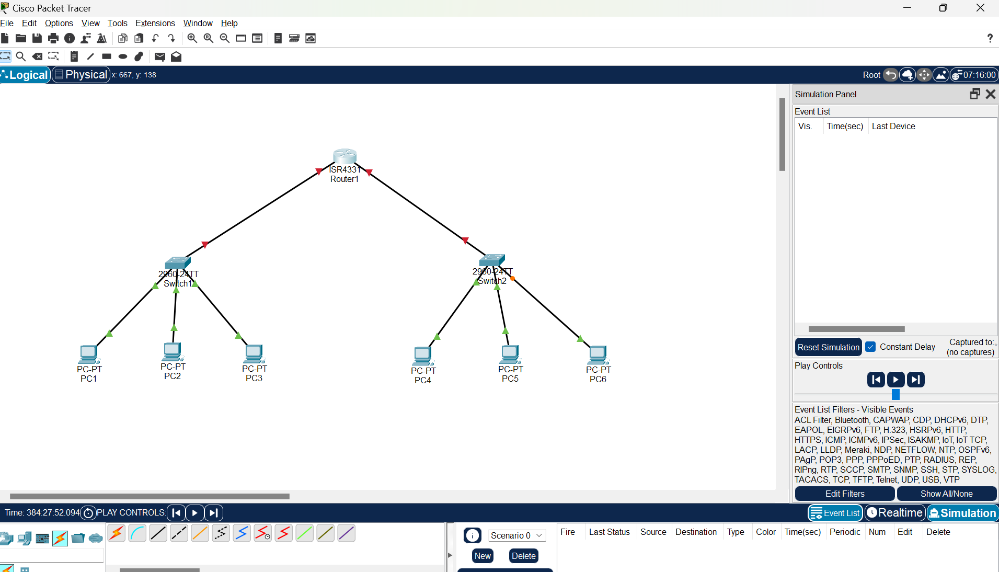 Cisco Packet Tracer
File Edit Options View Tools Extensions Window Help
?
Logical Physical x: 667, y: 138 Root 07:16:00
Simulation Panel
Event List
Vis. Time(sec) Last Device
ISR4331
Router1
2960-24TT
Switch1
2960-24TT
Switch2
PC-PT
PC1
PC-PT
PC2
PC-PT
PC3
PC-PT
PC4
PC-PT
PC5
PC-PT
PC6
Reset Simulation Constant Delay Captured to:*
(no captures)
Play Controls
Event List Filters - Visible Events
ACL Filter, Bluetooth, CAPWAP, CDP, DHCPv6, DTP,
EAPOL, EIGRPv6, FTP, H.323, HSRPv6, HTTP,
HTTPS, ICMP, ICMPv6, IPSec, ISAKMP, IoT, IoT TCP,
LACP, LLDP, Meraki, NDP, NETFLOW, NTP, OSPFv6,
PAgP, POP3, PPP, PPPoED, PTP, RADIUS, REP,
RIPng, RTP, SCCP, SMTP, SNMP, SSH, STP, SYSLOG,
TACACS, TCP, TFTP, Telnet, UDP, USB, VTP
Edit Filters Show All/None
Time: 384:27:52.094 PLAY CONTROLS: Event List Realtime Simulation
Scenario 0 Fire Last Status Source Destination Type Color Time(sec) Periodic Num Edit Delete
New Delete